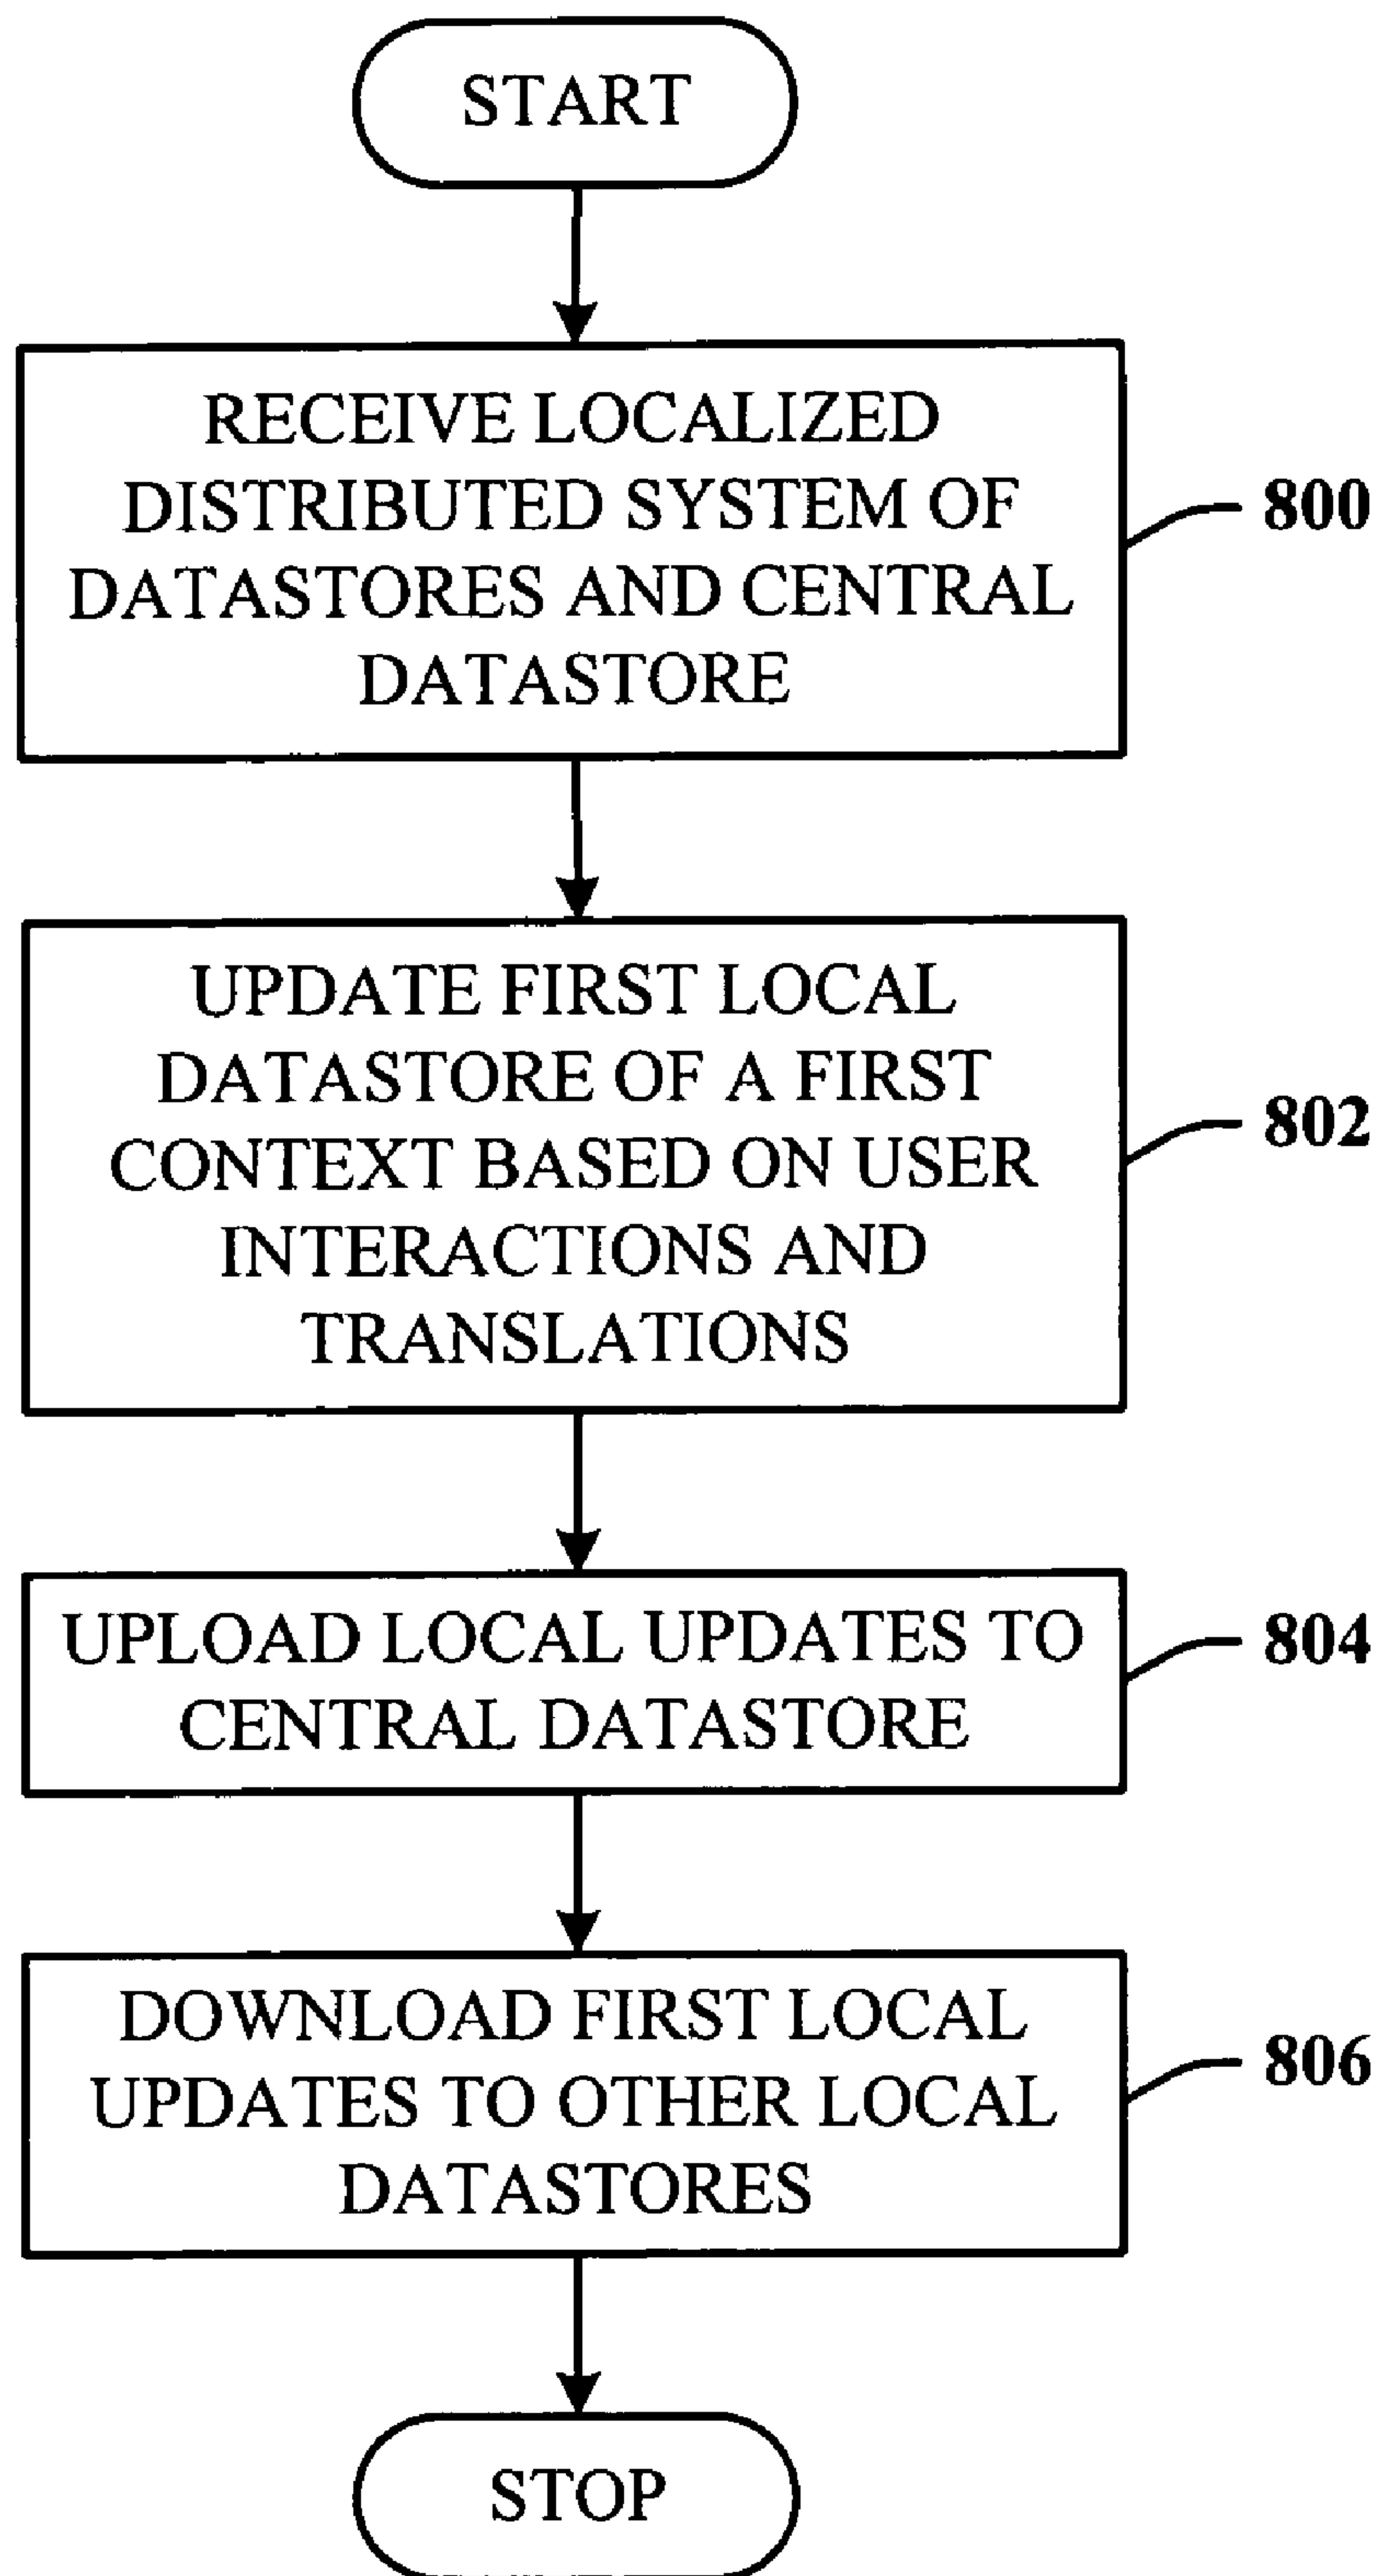 START
RECEIVE LOCALIZED
DISTRIBUTED SYSTEM OF
DATASTORES AND CENTRAL
DATASTORE
800
UPDATE FIRST LOCAL
DATASTORE OF A FIRST
CONTEXT BASED ON USER
INTERACTIONS AND
TRANSLATIONS
802
UPLOAD LOCAL UPDATES TO
CENTRAL DATASTORE
804
DOWNLOAD FIRST LOCAL
UPDATES TO OTHER LOCAL
DATASTORES
806
STOP